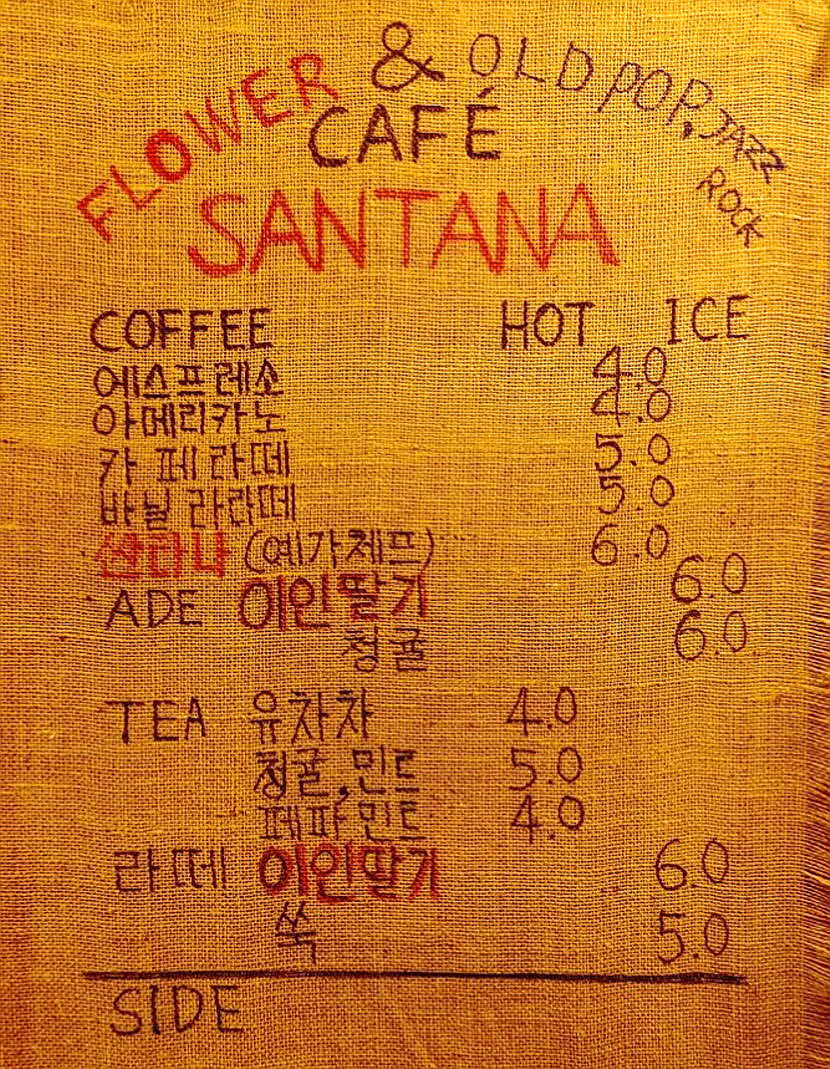 FLOWER & OLD POP, JAZZ
ROCK
CAFÉ
SANTANA
COFFEE HOT ICE
에스프레소 4.0
아메리카노 4.0
카페라떼 5.0
바닐라라떼 5.0
싼타나 (예가체프) 6.0
ADE 이인딸기 6.0
청귤 6.0
TEA 유차차 4.0
청귤, 민트 5.0
페파민트 4.0
라떼 이인딸기 6.0
쑥 5.0
SIDE